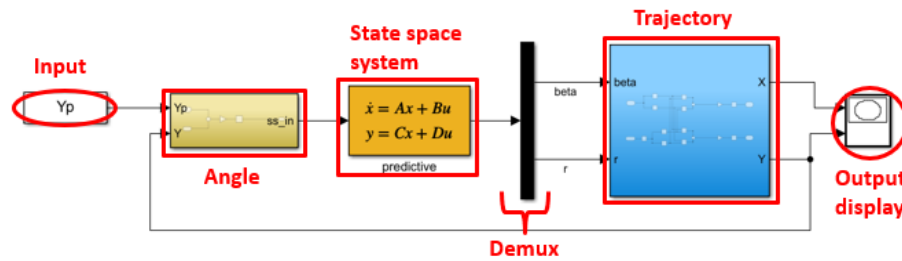 Input
Yp
Yp
Y
ss_in
Angle
State space
system
ẋ = Ax + Bu
y = Cx + Du
predictive
beta
r
Demux
Trajectory
beta
r
X
Y
Output
display